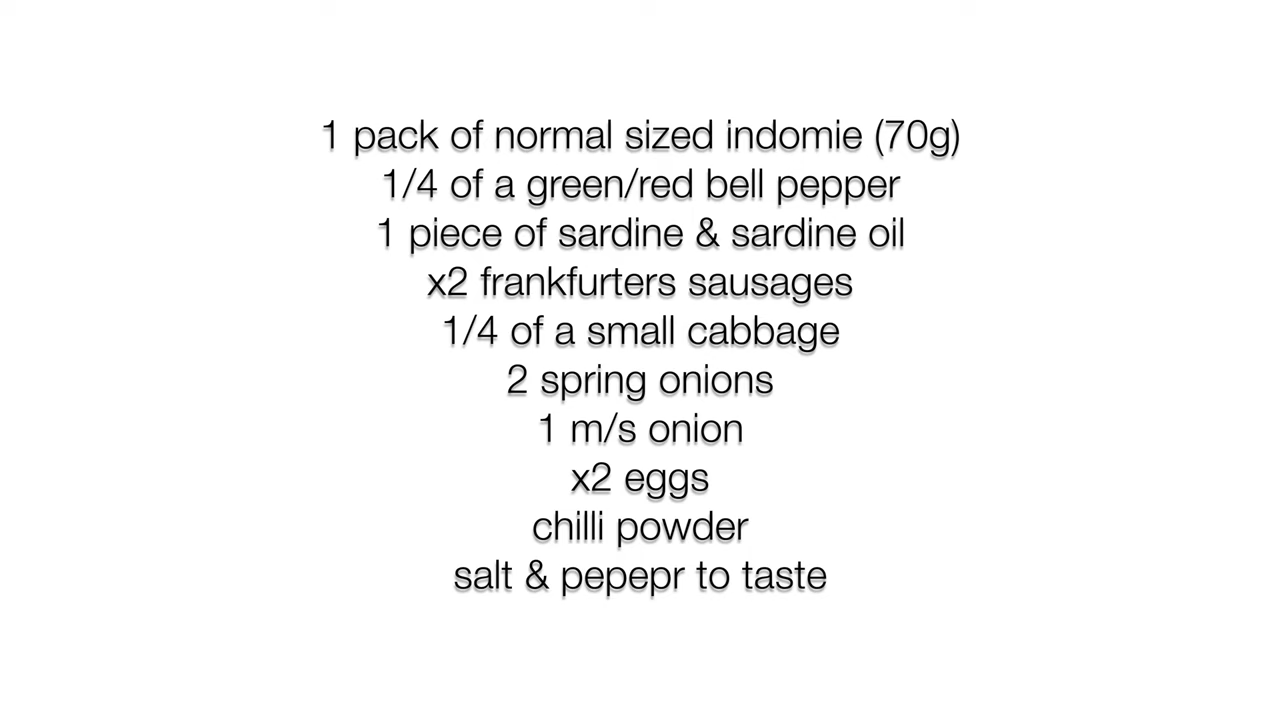 1 pack of normal sized indomie (70g)
1/4 of a green/red bell pepper
1 piece of sardine & sardine oil
x2 frankfurters sausages
1/4 of a small cabbage
2 spring onions
1 m/s onion
x2 eggs
chilli powder
salt & pepepr to taste